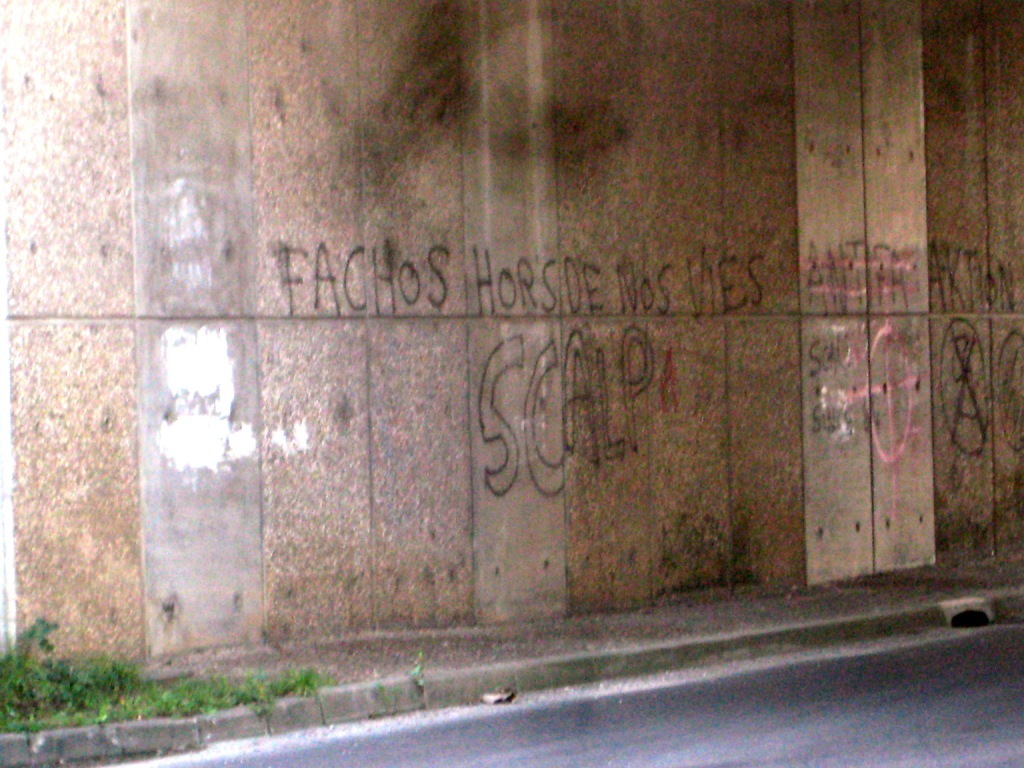 FACHOS HORS DE NOS VIES
ANTIFA AKTION
SCALP
A